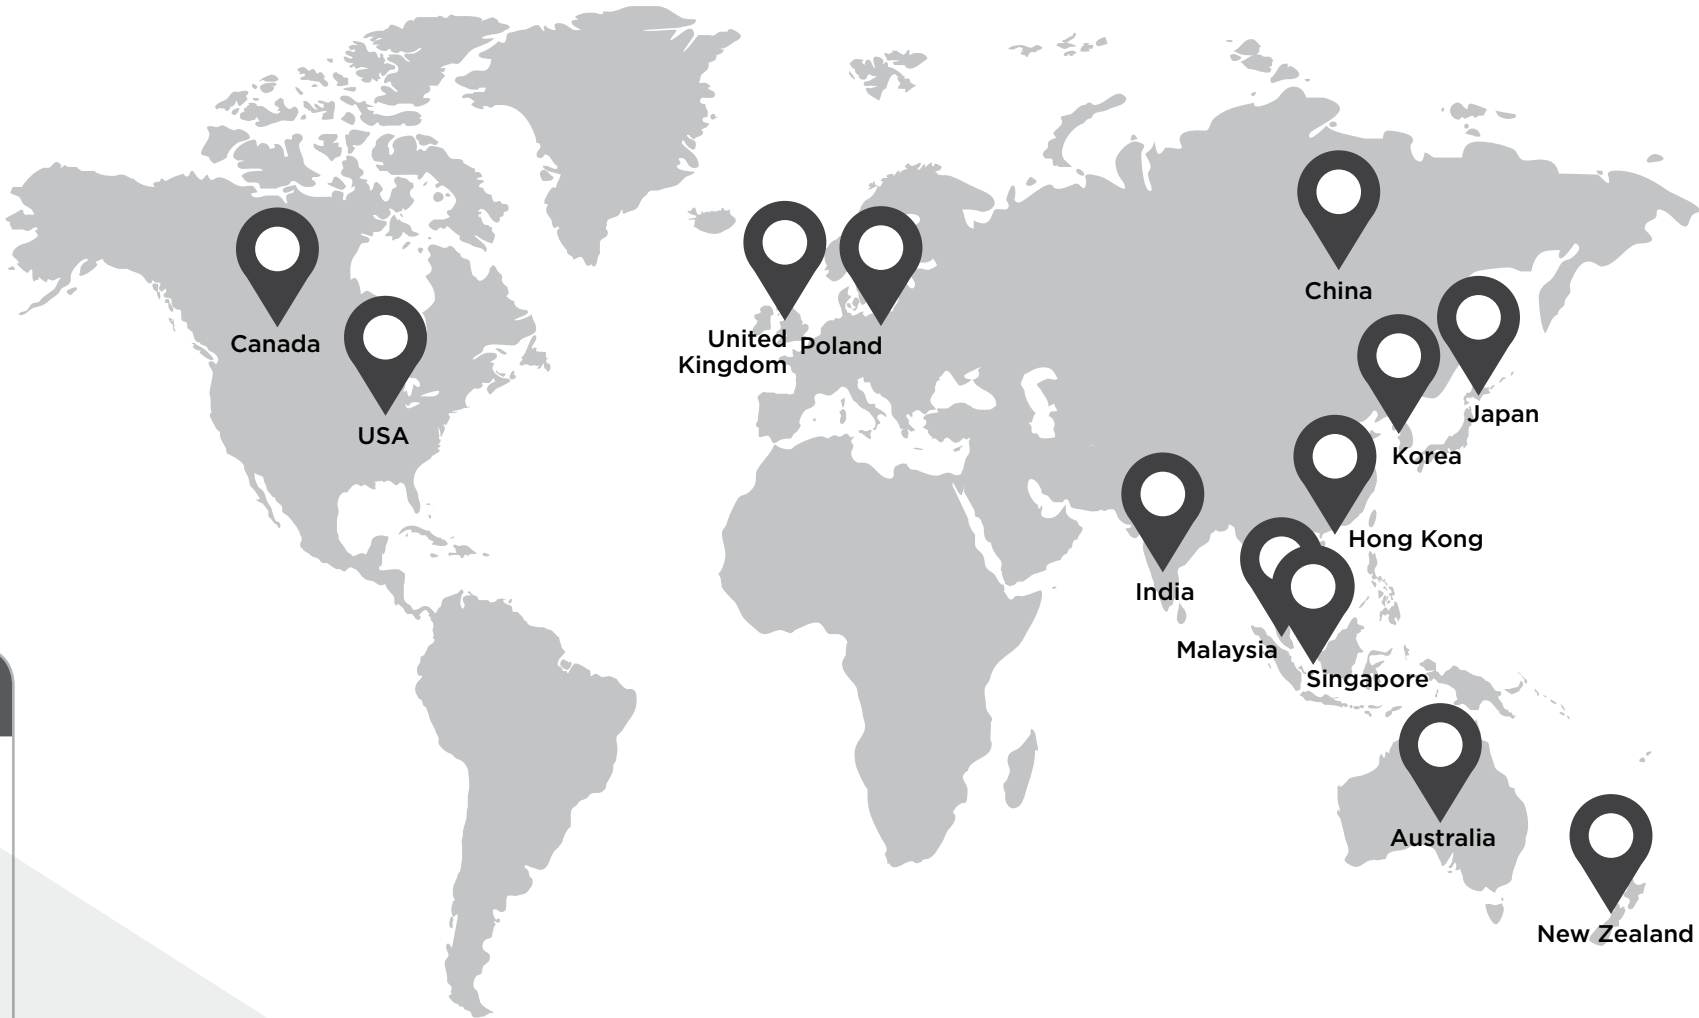 China
Canada
United
Kingdom
Poland
Japan
USA
Korea
Hong Kong
India
Malaysia
Singapore
Australia
New Zealand